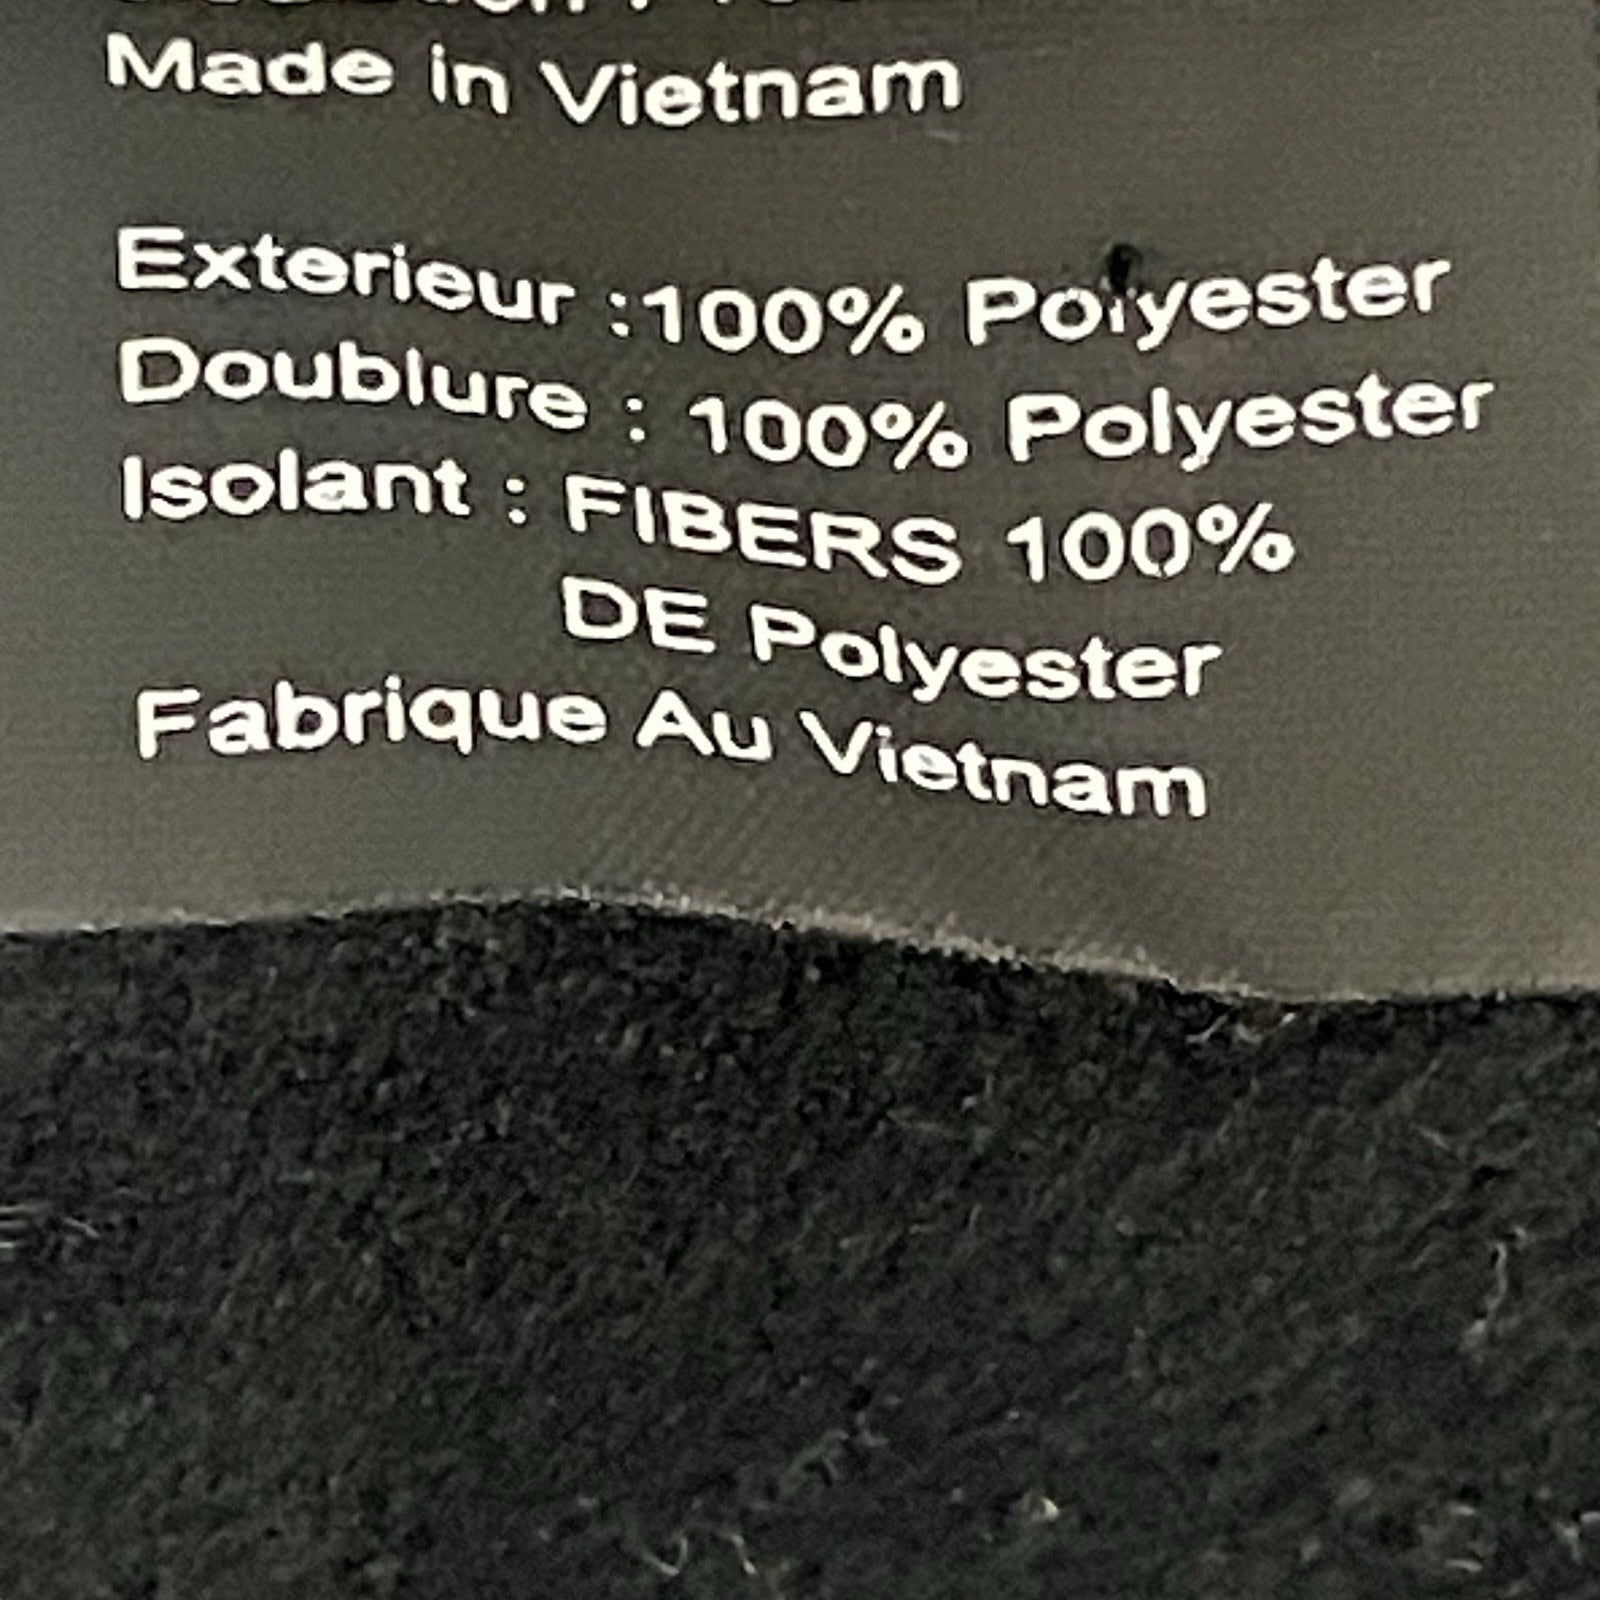 Made in Vietnam
Exterieur :100% Polyester
Doublure : 100% Polyester
Isolant : FIBERS 100%
DE Polyester
Fabrique Au Vietnam